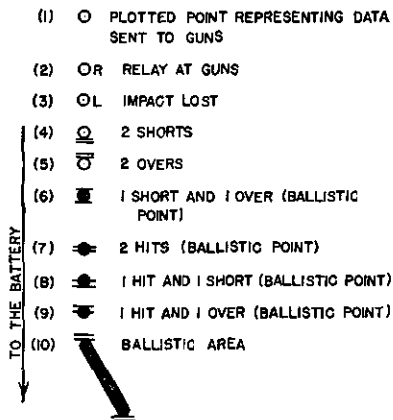 (1) PLOTTED POINT REPRESENTING DATA
SENT TO GUNS
(2) R RELAY AT GUNS
(3) L IMPACT LOST
(4) 2 SHORTS
(5) 2 OVERS
(6) 1 SHORT AND 1 OVER (BALLISTIC
POINT)
(7) 2 HITS (BALLISTIC POINT)
(8) 1 HIT AND 1 SHORT (BALLISTIC POINT)
(9) 1 HIT AND 1 OVER (BALLISTIC POINT)
(10) BALLISTIC AREA
TO THE BATTERY